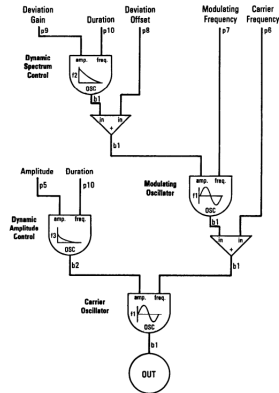 Deviation Gain
Duration
Deviation Offset
Modulating Frequency
Carrier Frequency
p9
p10
p8
p7
p6
Dynamic Spectrum Control
amp. freq.
f2
OSC
b1
in in
+
b1
Amplitude
Duration
p5
p10
Dynamic Amplitude Control
amp. freq.
f3
OSC
b2
Modulating Oscillator
amp. freq.
f1
OSC
b1
in in
+
b1
Carrier Oscillator
amp. freq.
f1
OSC
b1
OUT